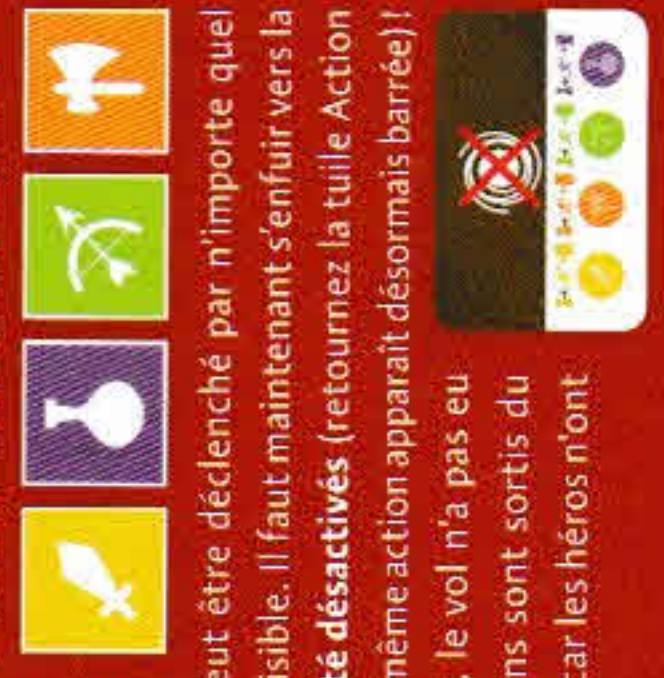 eut être déclenché par n'importe quel
isible. Il faut maintenant s'enfuir vers la
té désactivés (retournez la tuile Action
même action apparaît désormais barrée) !
, le vol n'a pas eu
ns sont sortis du
car les héros n'ont